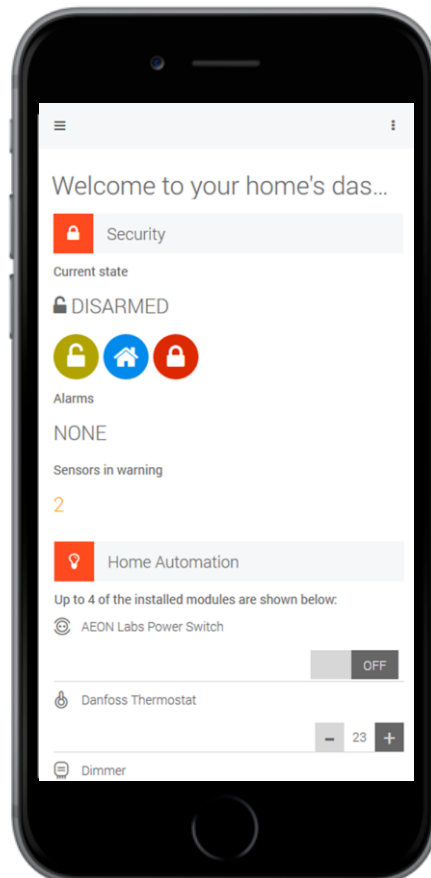 Welcome to your home's das...
Security
Current state
DISARMED
Alarms
NONE
Sensors in warning
2
Home Automation
Up to 4 of the installed modules are shown below:
AEON Labs Power Switch
OFF
Danfoss Thermostat
– 23 +
Dimmer